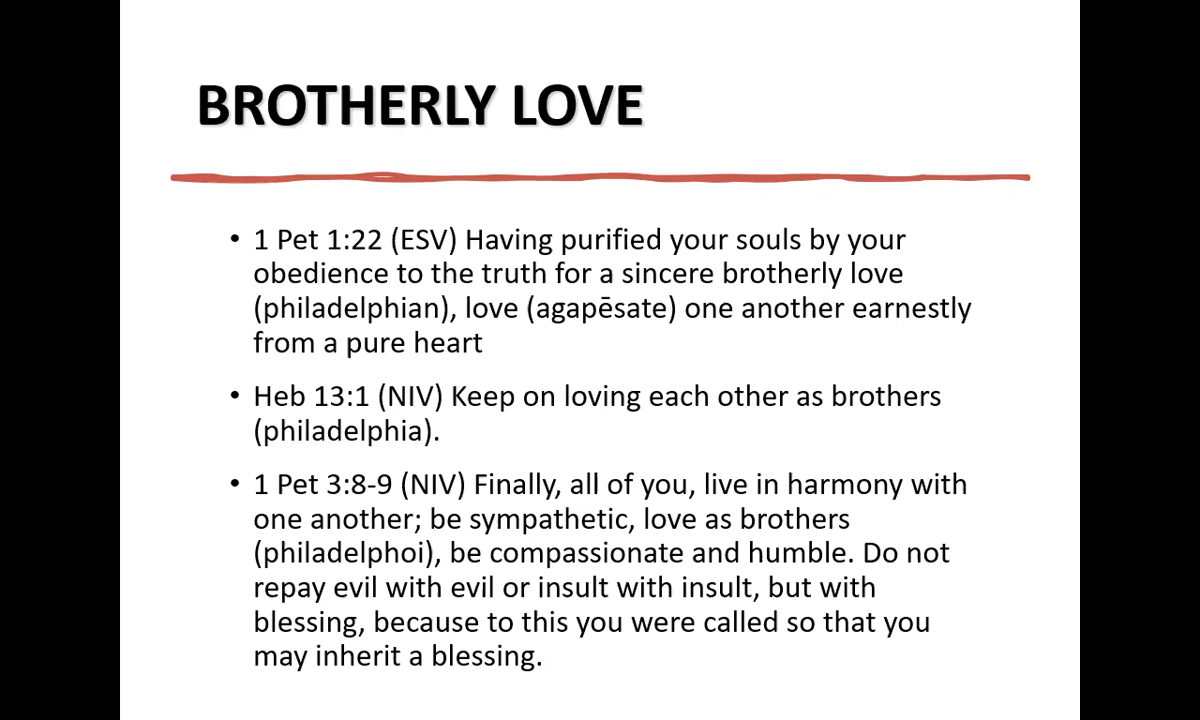 BROTHERLY LOVE
• 1 Pet 1:22 (ESV) Having purified your souls by your
obedience to the truth for a sincere brotherly love
(philadelphian), love (agapēsate) one another earnestly
from a pure heart
• Heb 13:1 (NIV) Keep on loving each other as brothers
(philadelphia).
• 1 Pet 3:8-9 (NIV) Finally, all of you, live in harmony with
one another; be sympathetic, love as brothers
(philadelphoi), be compassionate and humble. Do not
repay evil with evil or insult with insult, but with
blessing, because to this you were called so that you
may inherit a blessing.